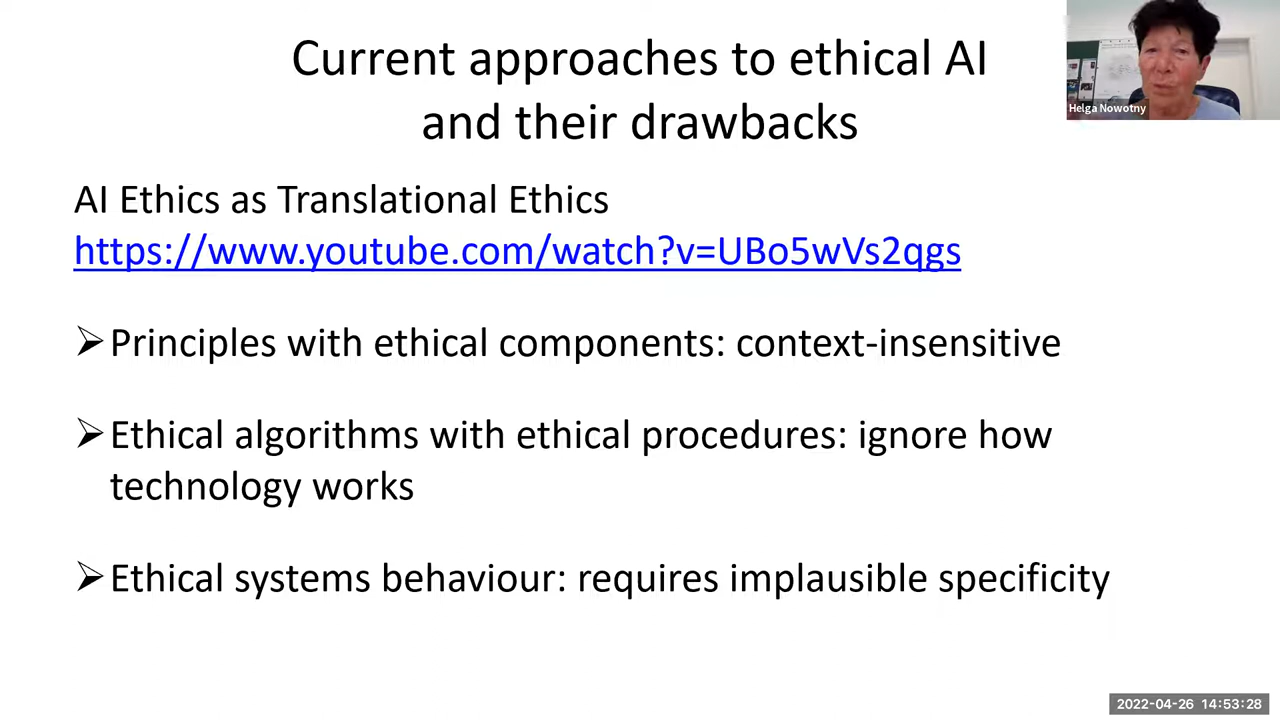 Current approaches to ethical AI
and their drawbacks
Helga Nowotny
AI Ethics as Translational Ethics
https://www.youtube.com/watch?v=UBo5wVs2qgs
➢Principles with ethical components: context-insensitive
➢Ethical algorithms with ethical procedures: ignore how
technology works
➢Ethical systems behaviour: requires implausible specificity
2022-04-26 14:53:28